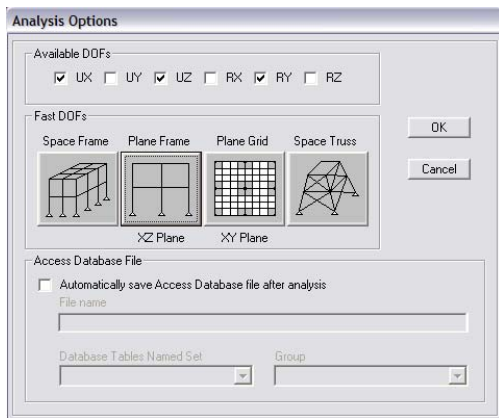 Analysis Options
Available DOFs
UX UY UZ RX RY RZ
Fast DOFs
Space Frame Plane Frame Plane Grid Space Truss
XZ Plane XY Plane
OK
Cancel
Access Database File
Automatically save Access Database file after analysis
File name
Database Tables Named Set Group